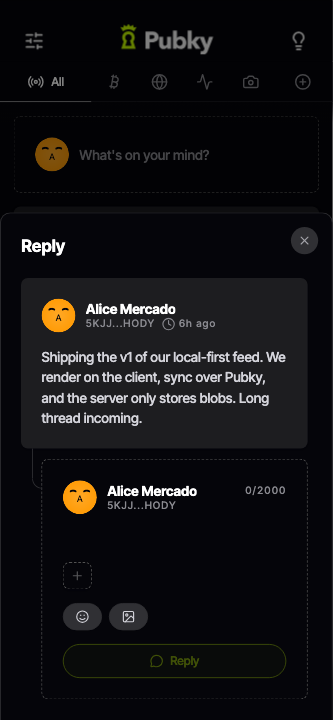 Pubky
All
What's on your mind?
Reply
Alice Mercado
5KJJ...HODY 6h ago
Shipping the v1 of our local-first feed. We
render on the client, sync over Pubky,
and the server only stores blobs. Long
thread incoming.
Alice Mercado 0/2000
5KJJ...HODY
Reply